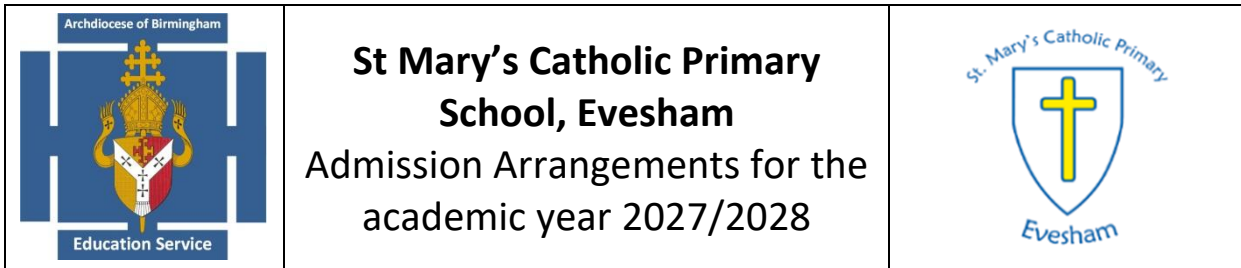 Archdiocese of Birmingham
Education Service
St Mary’s Catholic Primary
School, Evesham
Admission Arrangements for the
academic year 2027/2028
St. Mary's Catholic Primary
Evesham